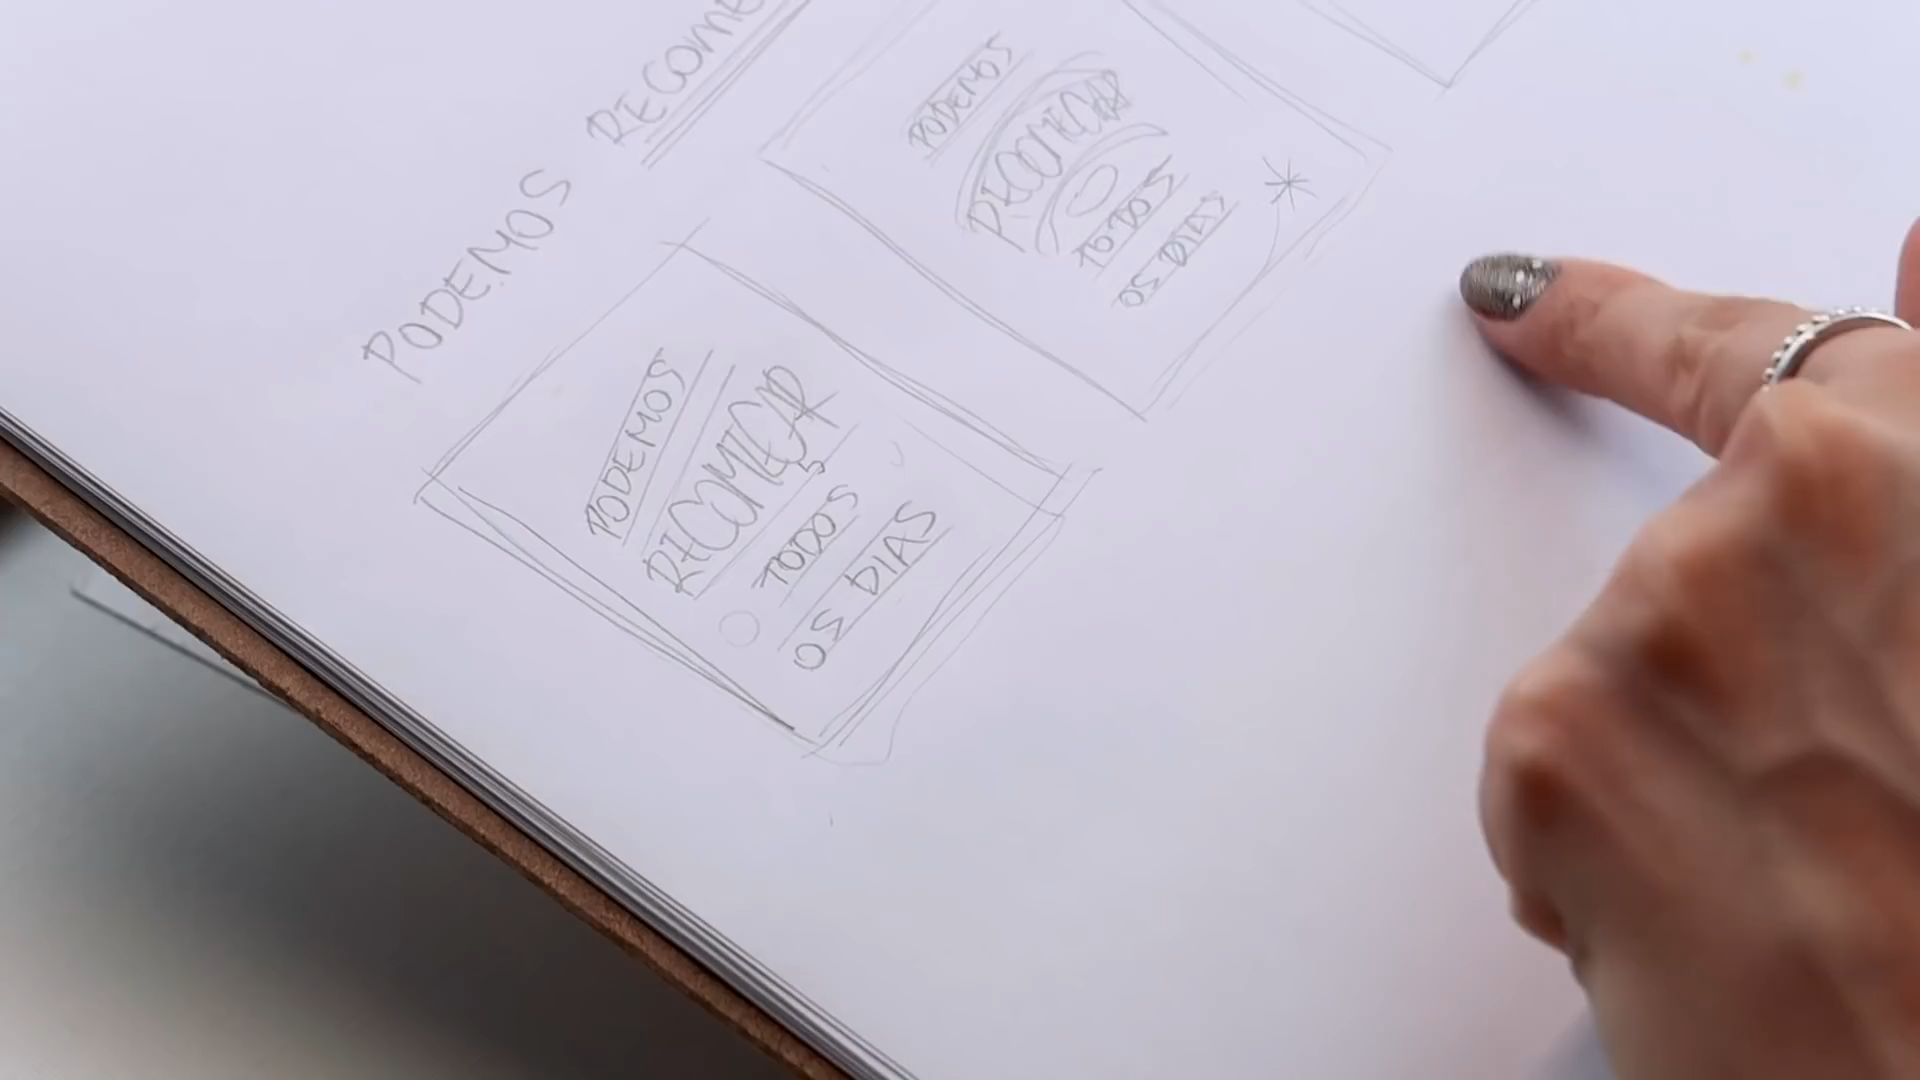 PODEMOS RECOME
PODEMOS
RECOMEÇAR
TODOS
OS DIAS
PODEMOS
RECOMEÇAR
TODOS
OS DIAS